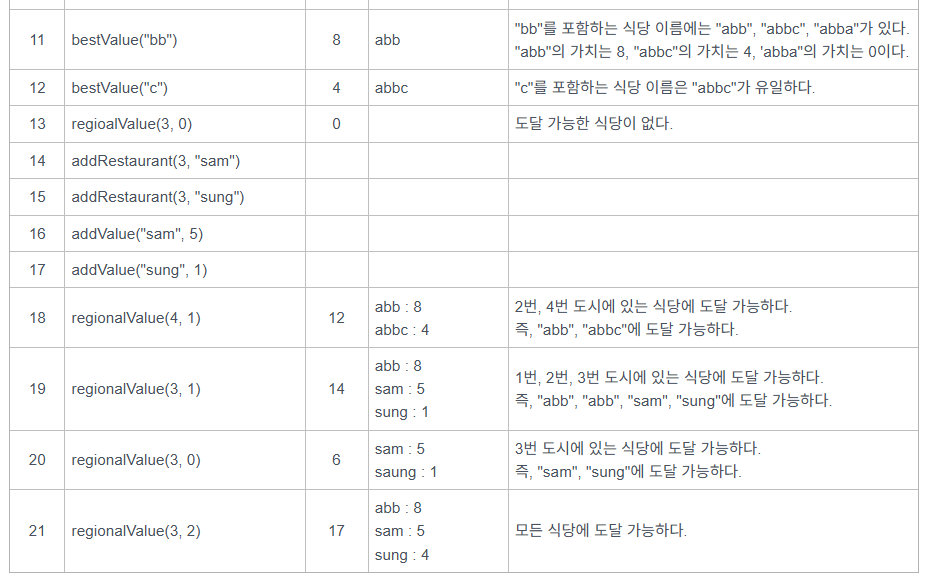 11 bestValue("bb") 8 abb "bb"를 포함하는 식당 이름에는 "abb", "abbc", "abba"가 있다.
"abb"의 가치는 8, "abbc"의 가치는 4, 'abba"의 가치는 0이다.
12 bestValue("c") 4 abbc "c"를 포함하는 식당 이름은 "abbc"가 유일하다.
13 regioalValue(3, 0) 0 도달 가능한 식당이 없다.
14 addRestaurant(3, "sam")
15 addRestaurant(3, "sung")
16 addValue("sam", 5)
17 addValue("sung", 1)
18 regionalValue(4, 1) 12 abb : 8 2번, 4번 도시에 있는 식당에 도달 가능하다.
abbc : 4 즉, "abb", "abbc"에 도달 가능하다.
19 regionalValue(3, 1) 14 abb : 8
sam : 5 1번, 2번, 3번 도시에 있는 식당에 도달 가능하다.
sung : 1 즉, "abb", "abb", "sam", "sung"에 도달 가능하다.
20 regionalValue(3, 0) 6 sam : 5 3번 도시에 있는 식당에 도달 가능하다.
saung : 1 즉, "sam", "sung"에 도달 가능하다.
21 regionalValue(3, 2) 17 abb : 8
sam : 5 모든 식당에 도달 가능하다.
sung : 4